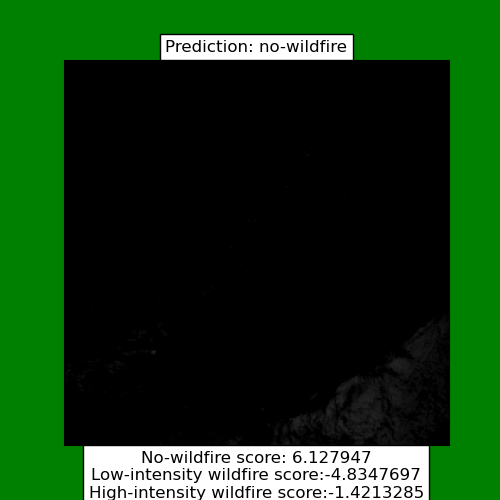 Prediction: no-wildfire
No-wildfire score: 6.127947
Low-intensity wildfire score:-4.8347697
High-intensity wildfire score:-1.4213285